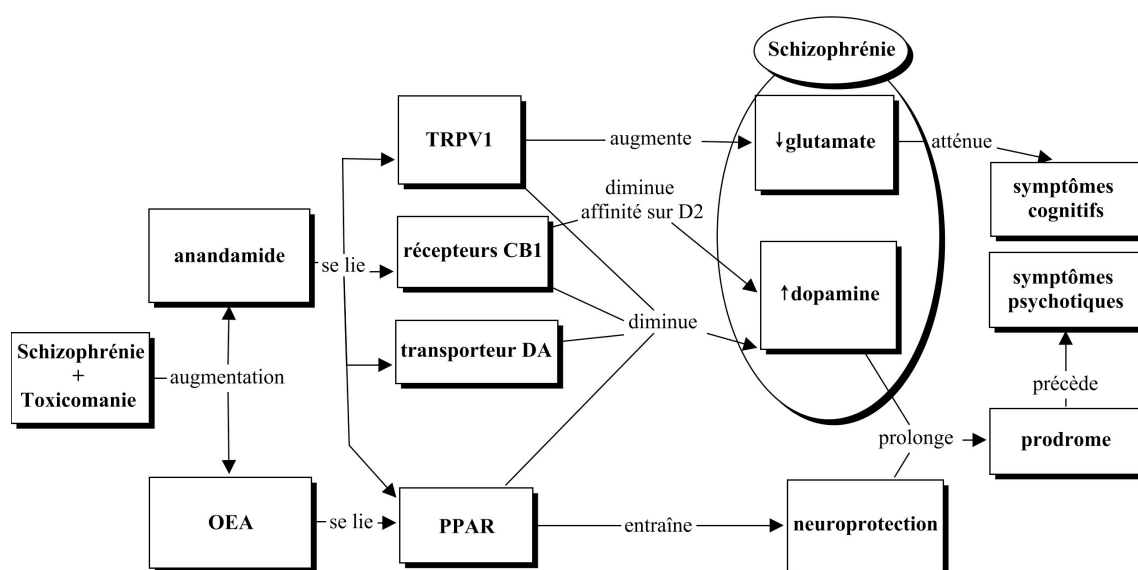 Schizophrénie
TRPV1
augmente
↓glutamate
atténue
symptômes
cognitifs
diminue
affinité sur D2
anandamide
se lie
récepteurs CB1
symptômes
psychotiques
↑dopamine
transporteur DA
diminue
Schizophrénie
+
Toxicomanie
augmentation
précède
prolonge
prodrome
OEA
se lie
PPAR
entraîne
neuroprotection